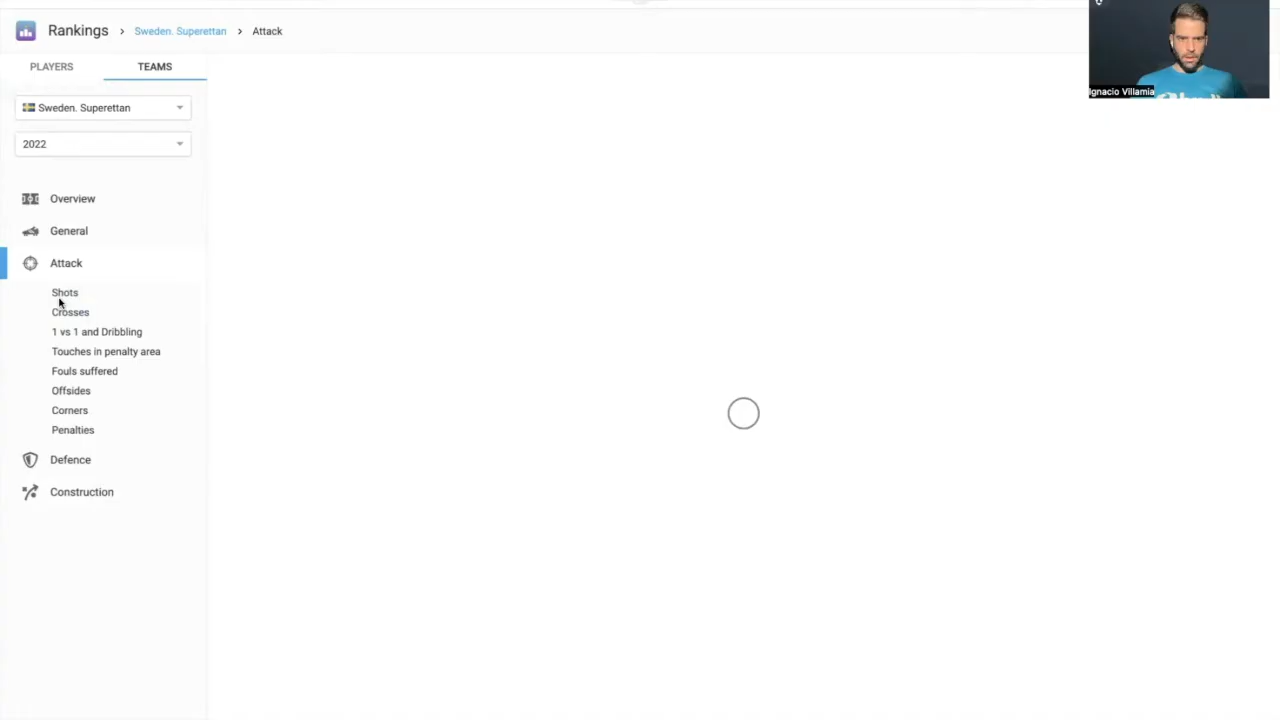 Rankings > Sweden. Superettan > Attack
Ignacio Villamía
PLAYERS TEAMS
Sweden. Superettan
2022
Overview
General
Attack
Shots
Crosses
1 vs 1 and Dribbling
Touches in penalty area
Fouls suffered
Offsides
Corners
Penalties
Defence
Construction